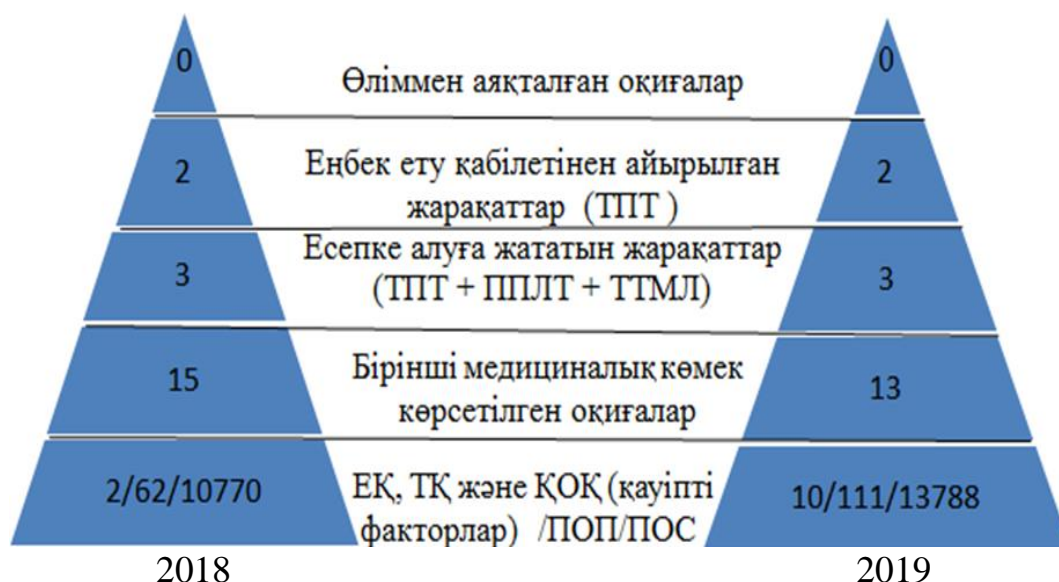 0
Өліммен аяқталған оқиғалар
0
2
Еңбек ету қабілетінен айырылған
жарақаттар (ТПТ )
2
3
Есепке алуға жататын жарақаттар
(ТПТ + ППЛТ + ТТМЛ)
3
15
Бірінші медициналық көмек
көрсетілген оқиғалар
13
2/62/10770
ЕҚ, ТҚ және ҚОҚ (қауіпті
факторлар) /ПОП/ПОС
10/111/13788
2018
2019